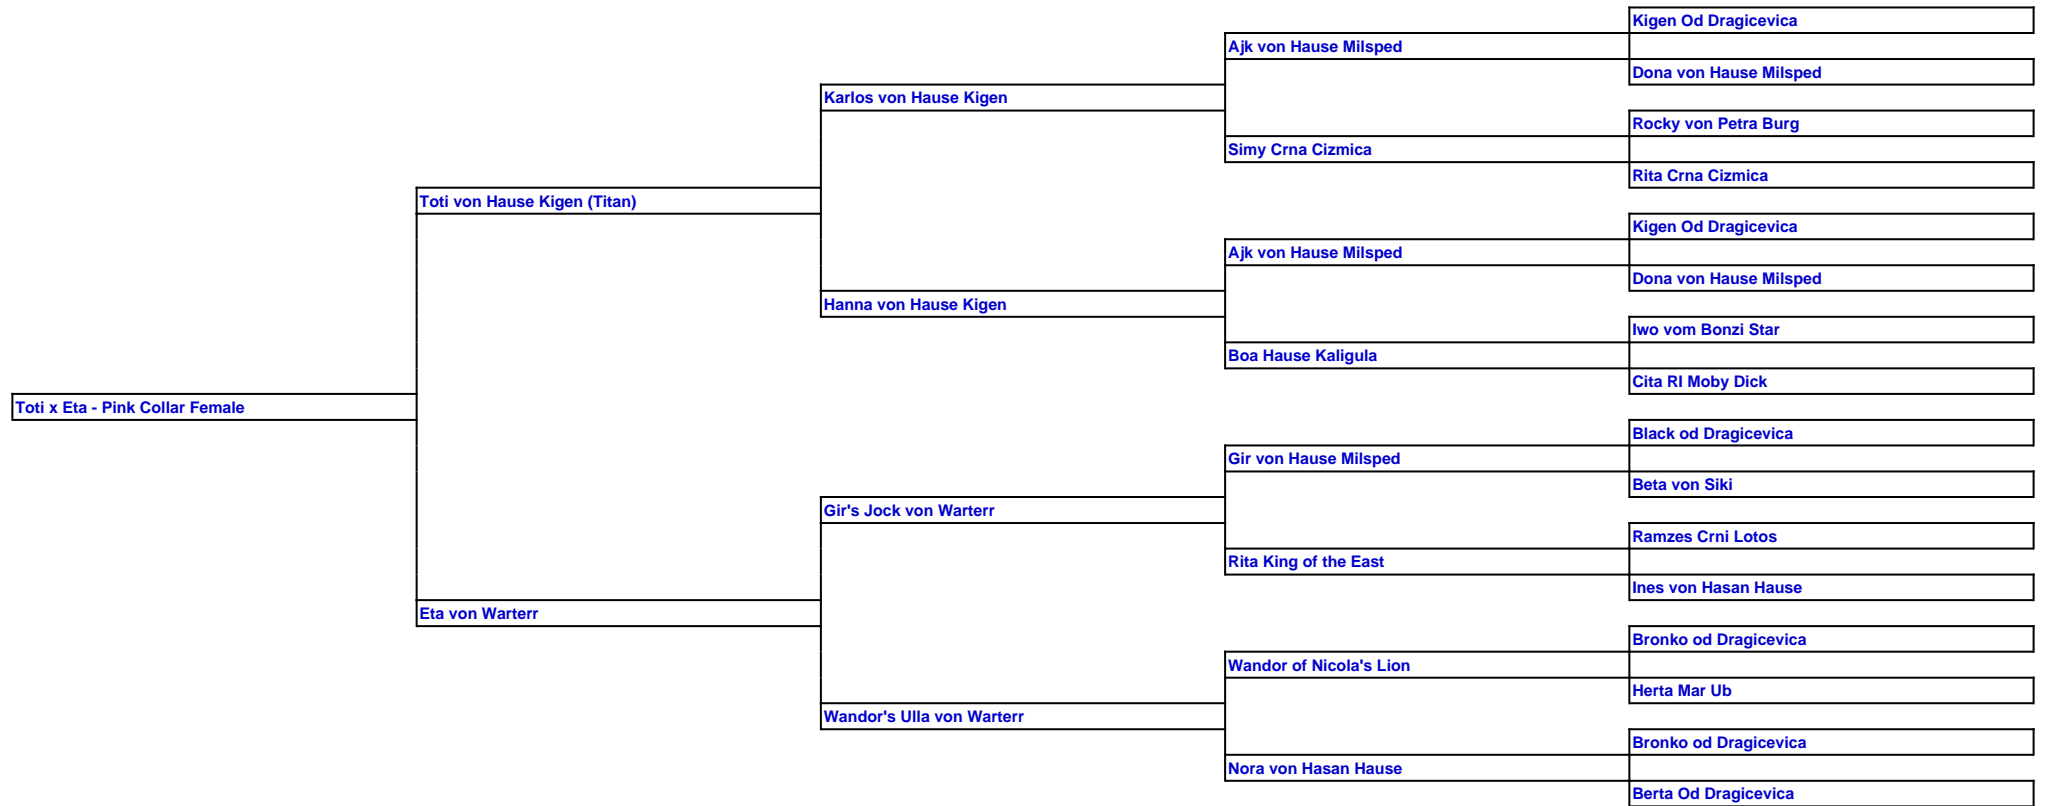 Kigen Od Dragicevica
Ajk von Hause Milsped
Dona von Hause Milsped
Karlos von Hause Kigen
Rocky von Petra Burg
Simy Crna Cizmica
Rita Crna Cizmica
Toti von Hause Kigen (Titan)
Kigen Od Dragicevica
Ajk von Hause Milsped
Dona von Hause Milsped
Hanna von Hause Kigen
Iwo vom Bonzi Star
Boa Hause Kaligula
Cita RI Moby Dick
Toti x Eta - Pink Collar Female
Black od Dragicevica
Gir von Hause Milsped
Beta von Siki
Gir's Jock von Warterr
Ramzes Crni Lotos
Rita King of the East
Ines von Hasan Hause
Eta von Warterr
Bronko od Dragicevica
Wandor of Nicola's Lion
Herta Mar Ub
Wandor's Ulla von Warterr
Bronko od Dragicevica
Nora von Hasan Hause
Berta Od Dragicevica